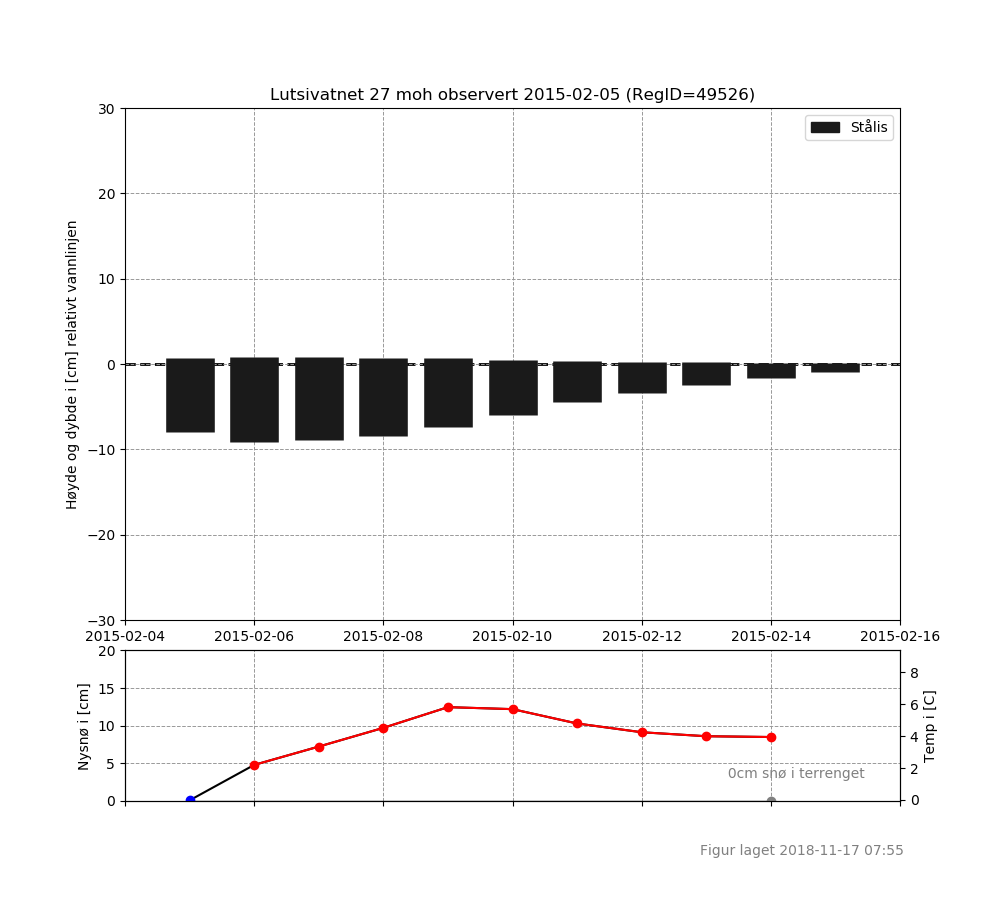 Lutsivatnet 27 moh observert 2015-02-05 (RegID=49526)
Stålis
Høyde og dybde i [cm] relativt vannlinjen
30
20
10
0
−10
−20
−30
2015-02-04 2015-02-06 2015-02-08 2015-02-10 2015-02-12 2015-02-14 2015-02-16
Nysnø i [cm]
20
15
10
5
0
8
6
4
2
0
Temp i [C]
0cm snø i terrenget
Figur laget 2018-11-17 07:55